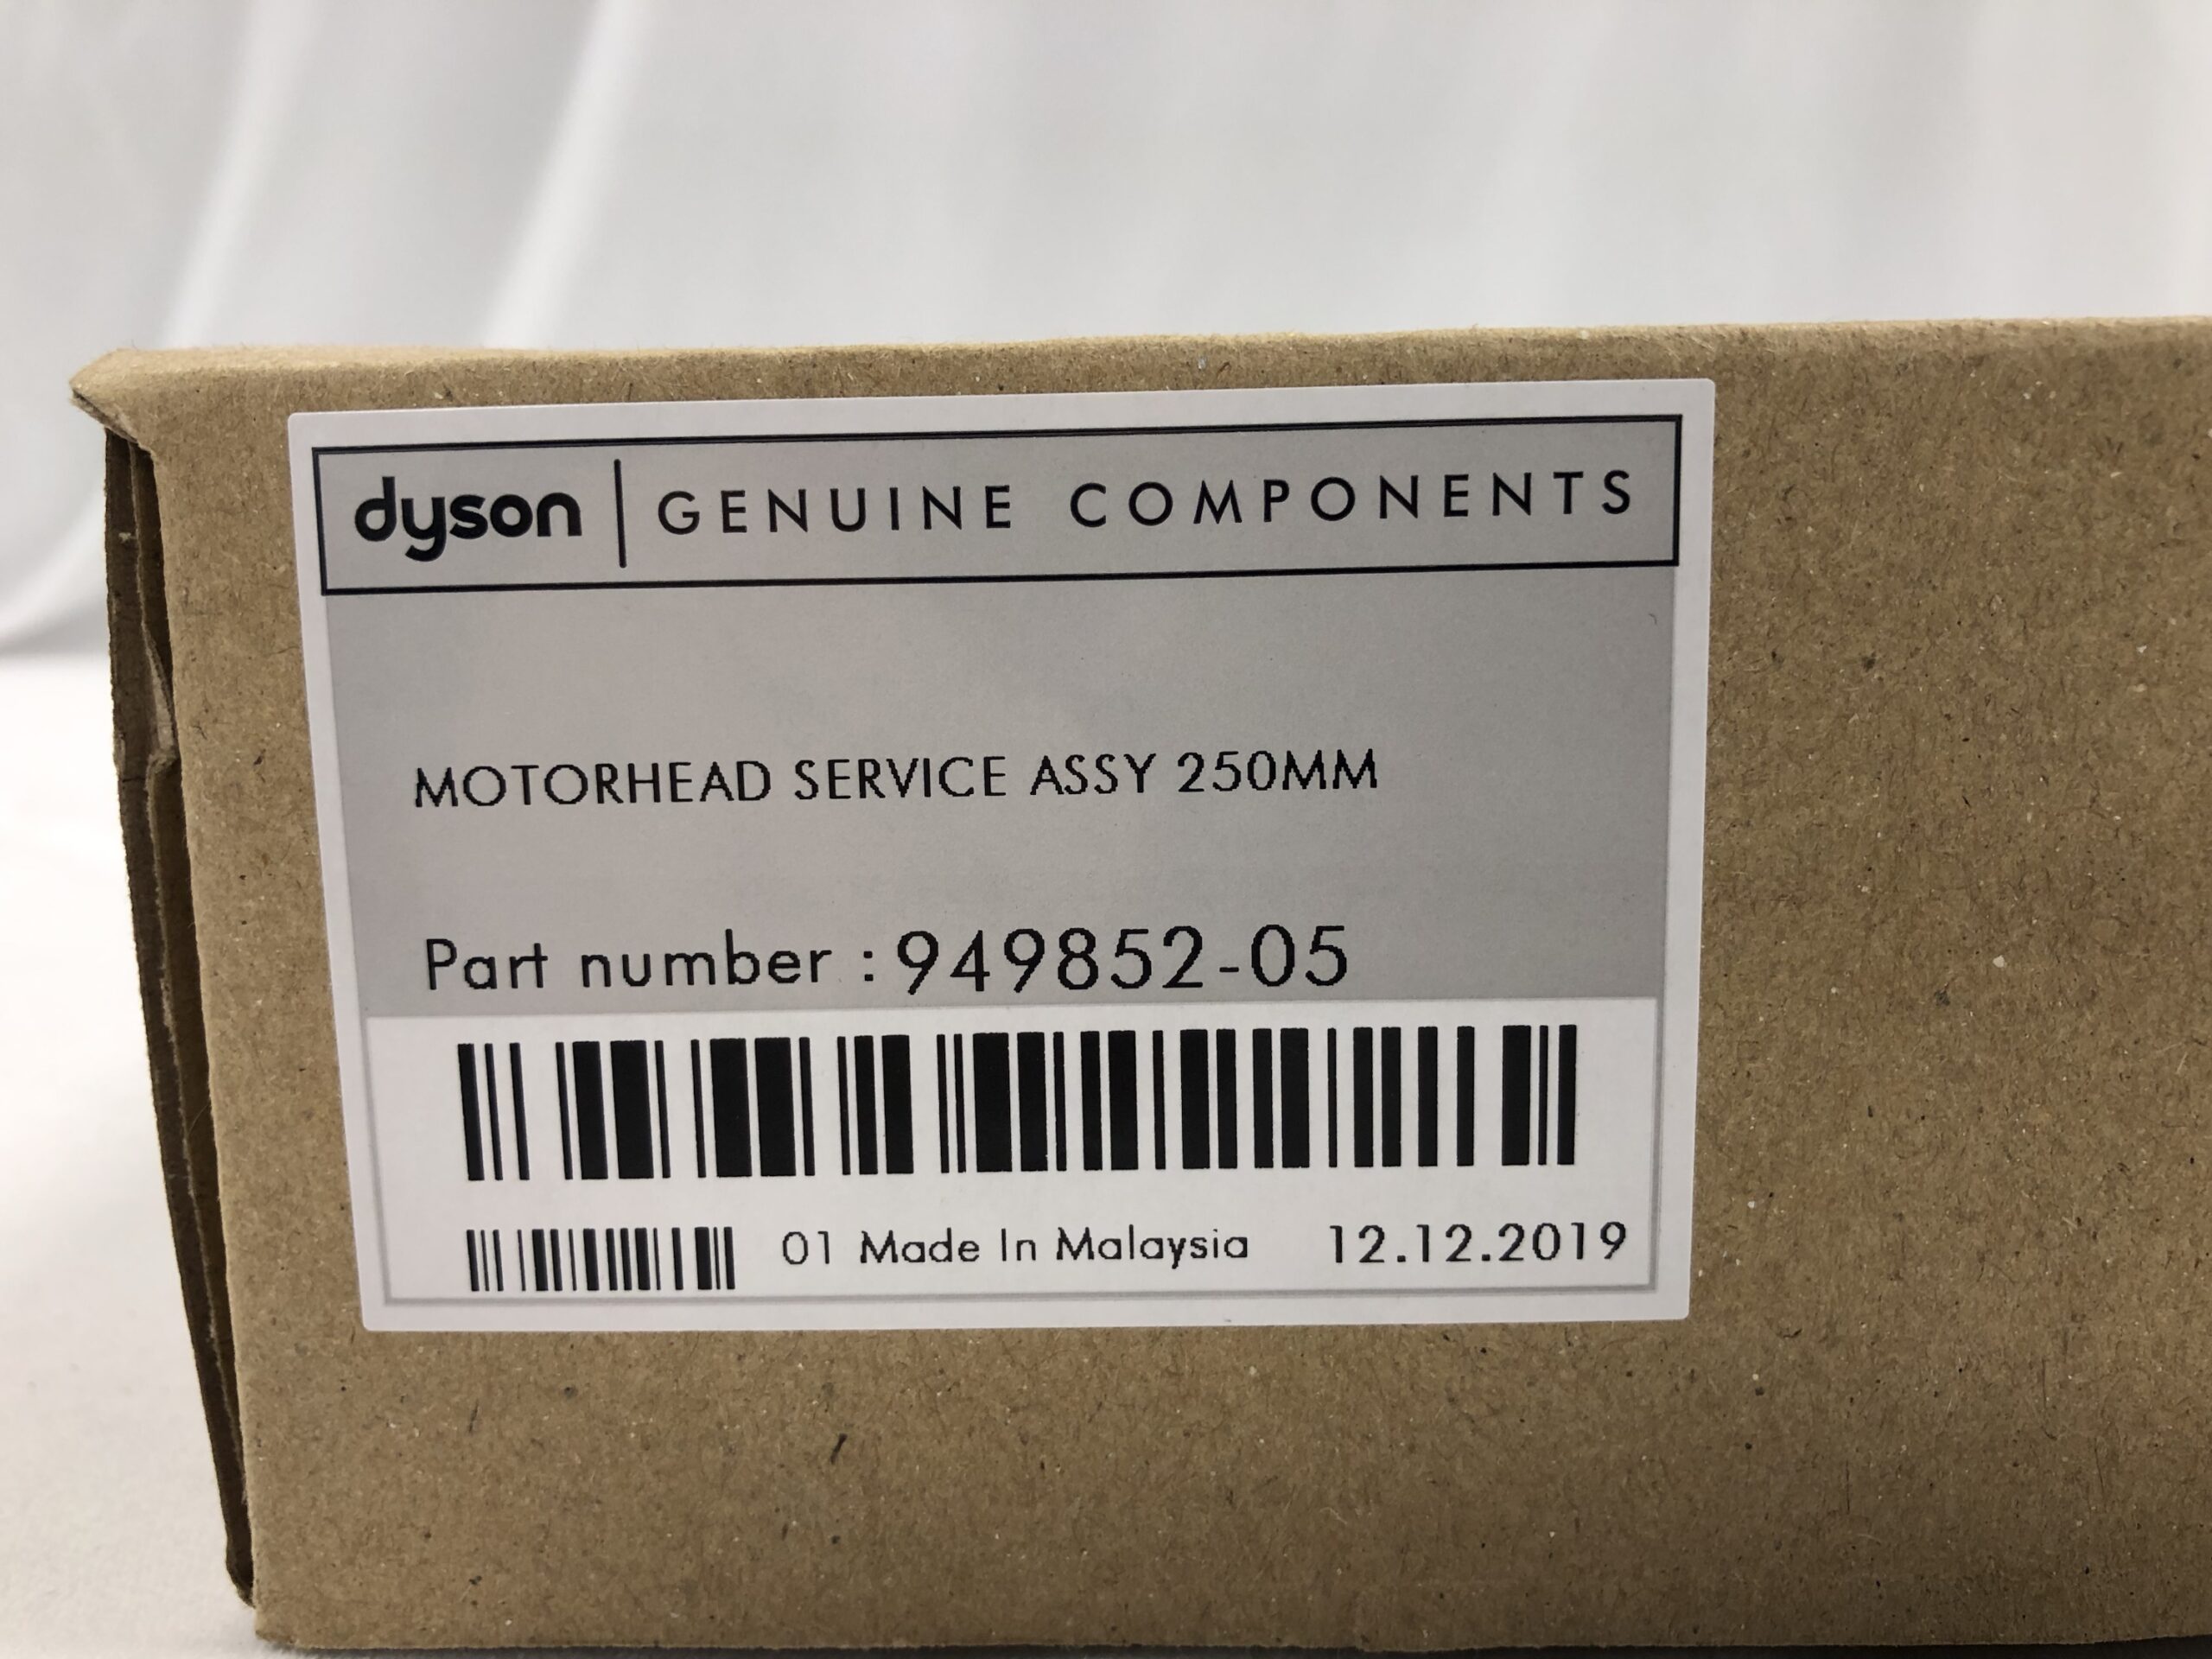 dyson | GENUINE COMPONENTS
MOTORHEAD SERVICE ASSY 250MM
Part number : 949852-05
01 Made In Malaysia 12.12.2019